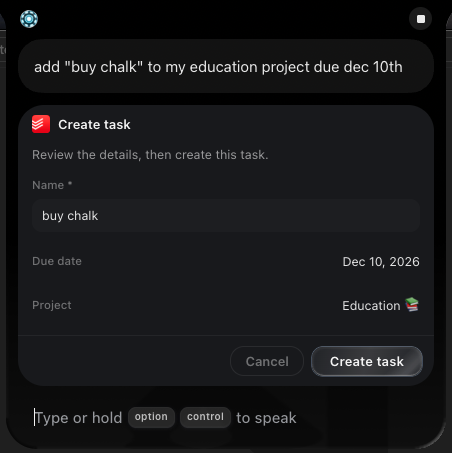 add "buy chalk" to my education project due dec 10th
Create task
Review the details, then create this task.
Name *
buy chalk
Due date Dec 10, 2026
Project Education 📚
Cancel Create task
Type or hold option control to speak